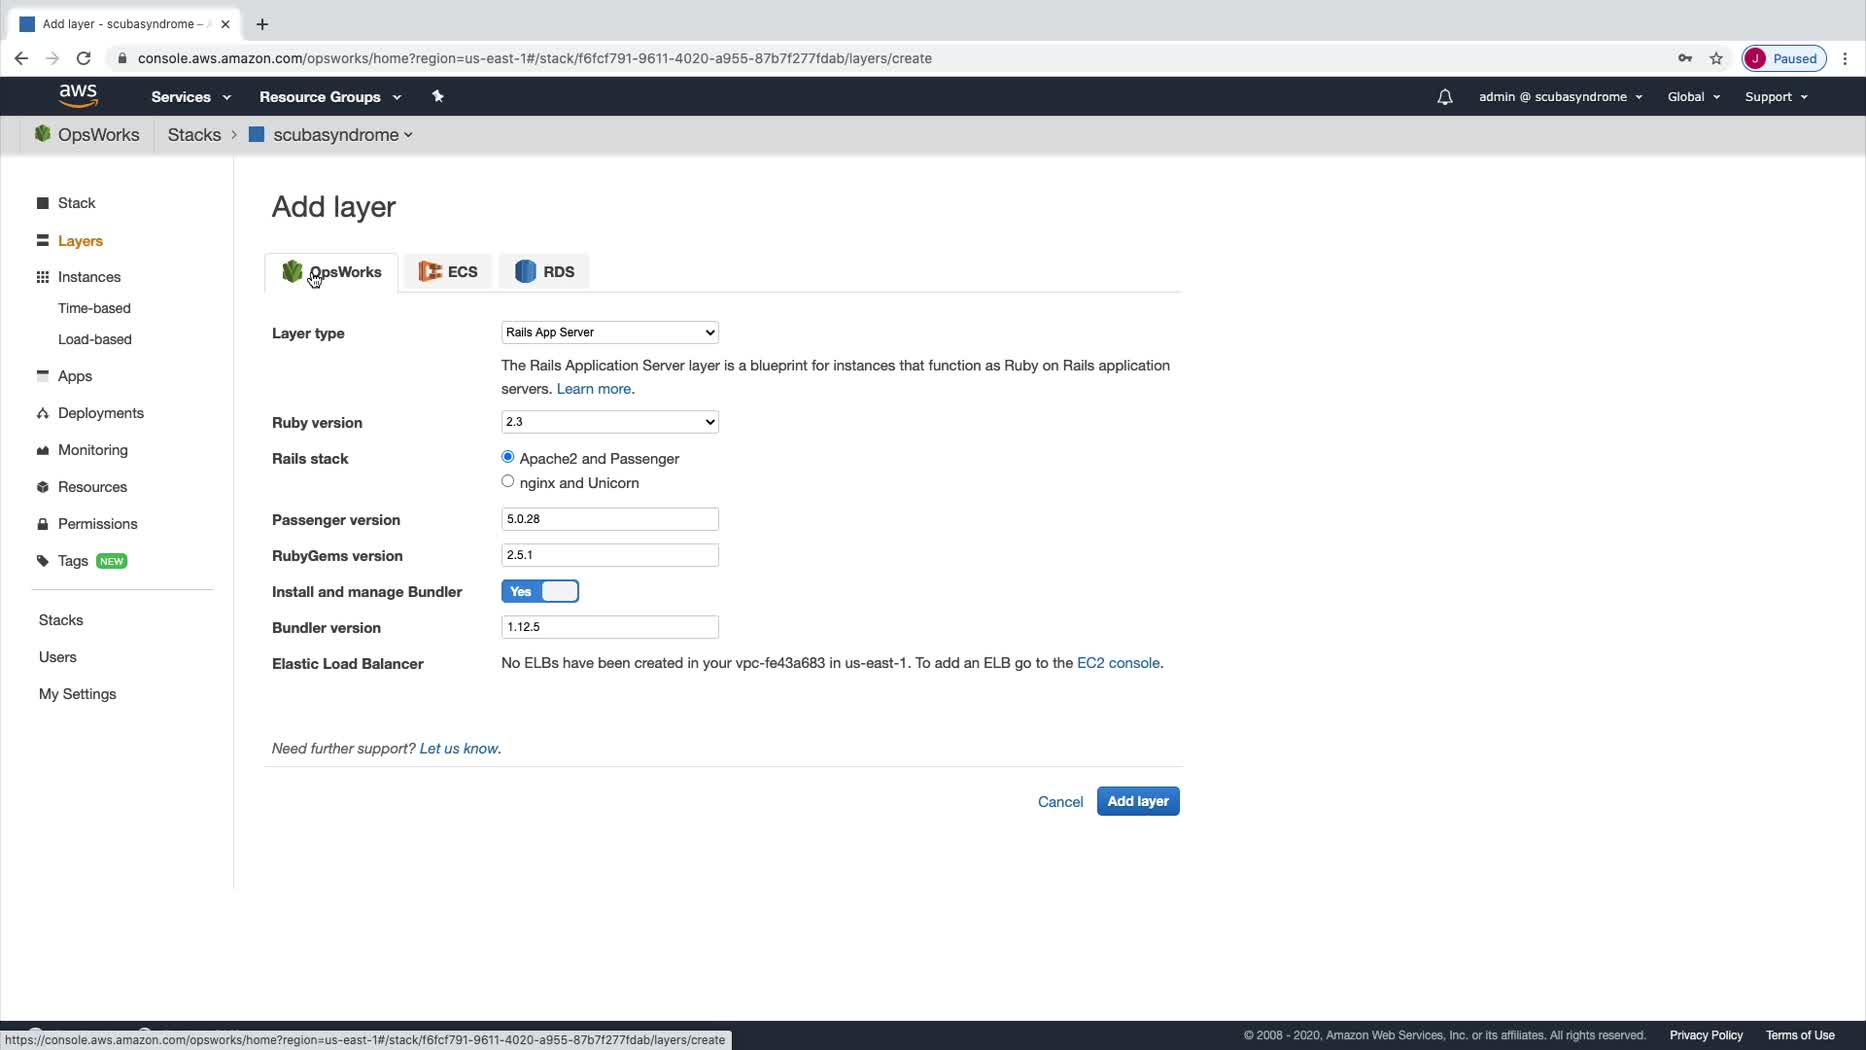 Add layer - scubasyndrome –
console.aws.amazon.com/opsworks/home?region=us-east-1#/stack/f6fcf791-9611-4020-a955-87b7f277fdab/layers/create
J Paused
aws Services Resource Groups admin @ scubasyndrome Global Support
OpsWorks Stacks > scubasyndrome
Stack
Layers
Instances
Time-based
Load-based
Apps
Deployments
Monitoring
Resources
Permissions
Tags NEW
Stacks
Users
My Settings
Add layer
OpsWorks ECS RDS
Layer type Rails App Server
The Rails Application Server layer is a blueprint for instances that function as Ruby on Rails application
servers. Learn more.
Ruby version 2.3
Rails stack Apache2 and Passenger
nginx and Unicorn
Passenger version 5.0.28
RubyGems version 2.5.1
Install and manage Bundler Yes
Bundler version 1.12.5
Elastic Load Balancer No ELBs have been created in your vpc-fe43a683 in us-east-1. To add an ELB go to the EC2 console.
Need further support? Let us know.
Cancel Add layer
https://console.aws.amazon.com/opsworks/home?region=us-east-1#/stack/f6fcf791-9611-4020-a955-87b7f277fdab/layers/create
© 2008 - 2020, Amazon Web Services, Inc. or its affiliates. All rights reserved. Privacy Policy Terms of Use